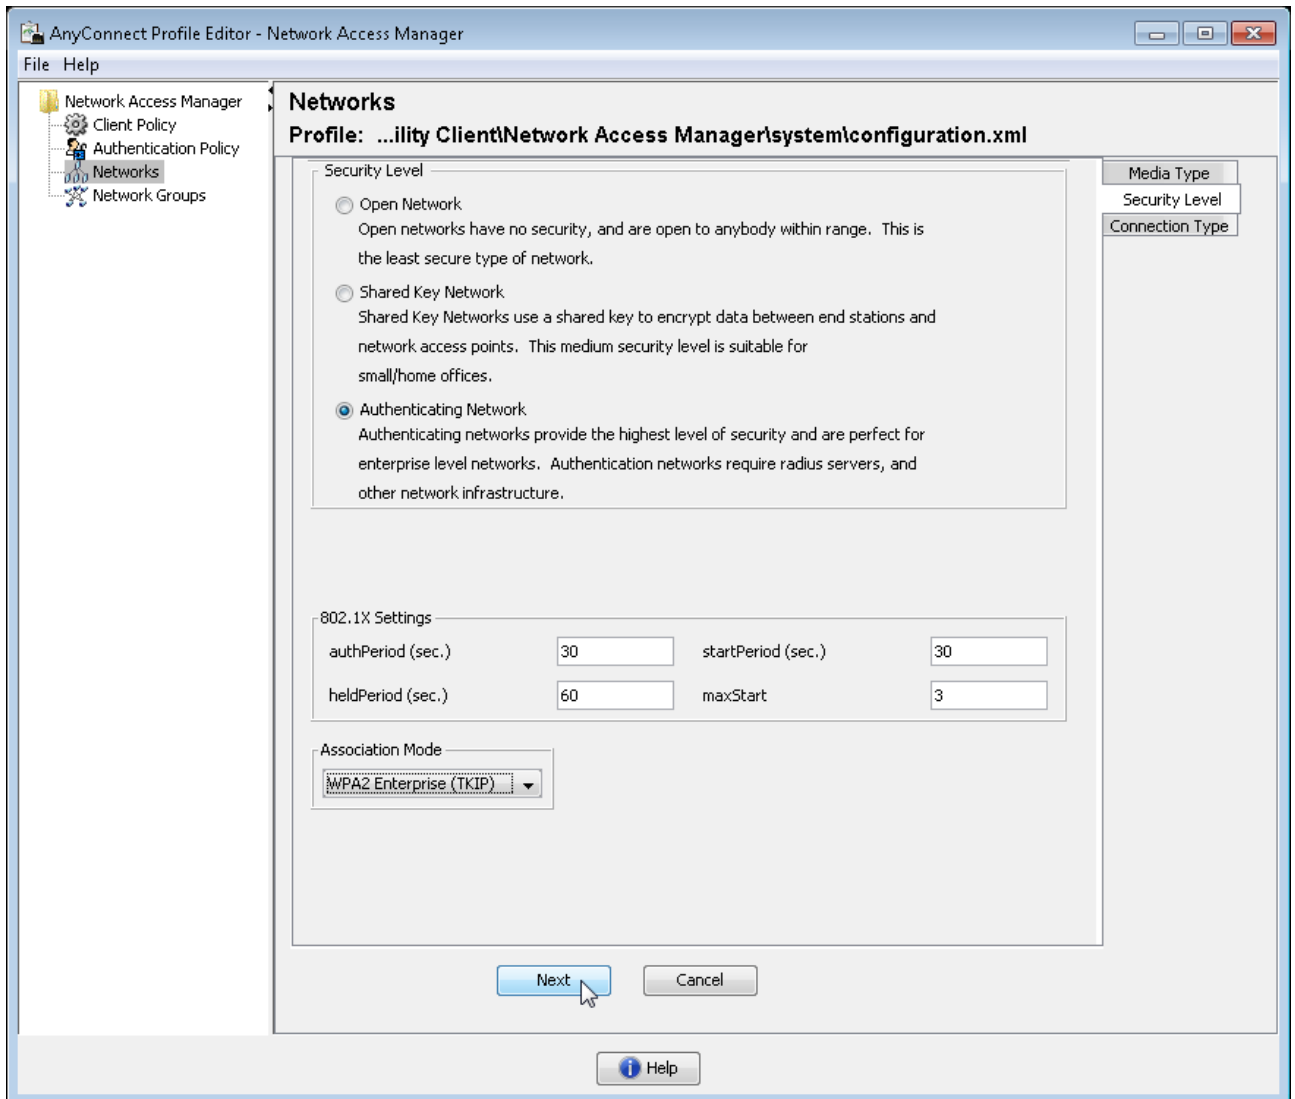 AnyConnect Profile Editor - Network Access Manager
File Help
Network Access Manager
Client Policy
Authentication Policy
Networks
Network Groups
Networks
Profile: ...ility Client\Network Access Manager\system\configuration.xml
Security Level
Open Network
Open networks have no security, and are open to anybody within range. This is
the least secure type of network.
Shared Key Network
Shared Key Networks use a shared key to encrypt data between end stations and
network access points. This medium security level is suitable for
small/home offices.
Authenticating Network
Authenticating networks provide the highest level of security and are perfect for
enterprise level networks. Authentication networks require radius servers, and
other network infrastructure.
Media Type
Security Level
Connection Type
802.1X Settings
authPeriod (sec.) 30 startPeriod (sec.) 30
heldPeriod (sec.) 60 maxStart 3
Association Mode
WPA2 Enterprise (TKIP)
Next Cancel
Help